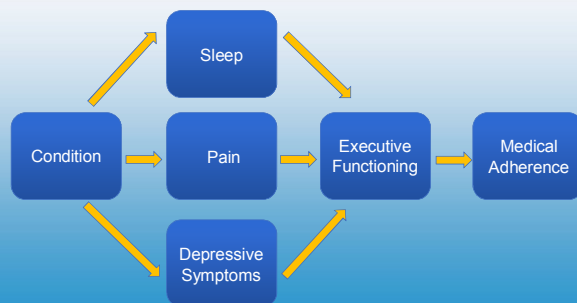 Sleep
Condition
Pain
Executive
Functioning
Medical
Adherence
Depressive
Symptoms